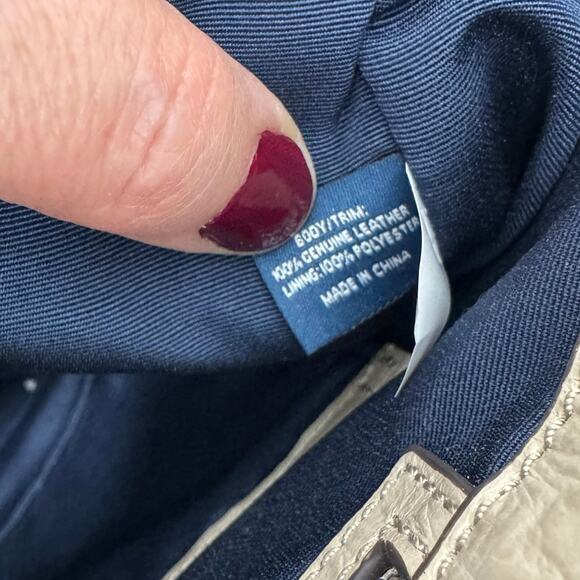 BODY/TRIM:
100% GENUINE LEATHER
LINING:100% POLYESTER
MADE IN CHINA